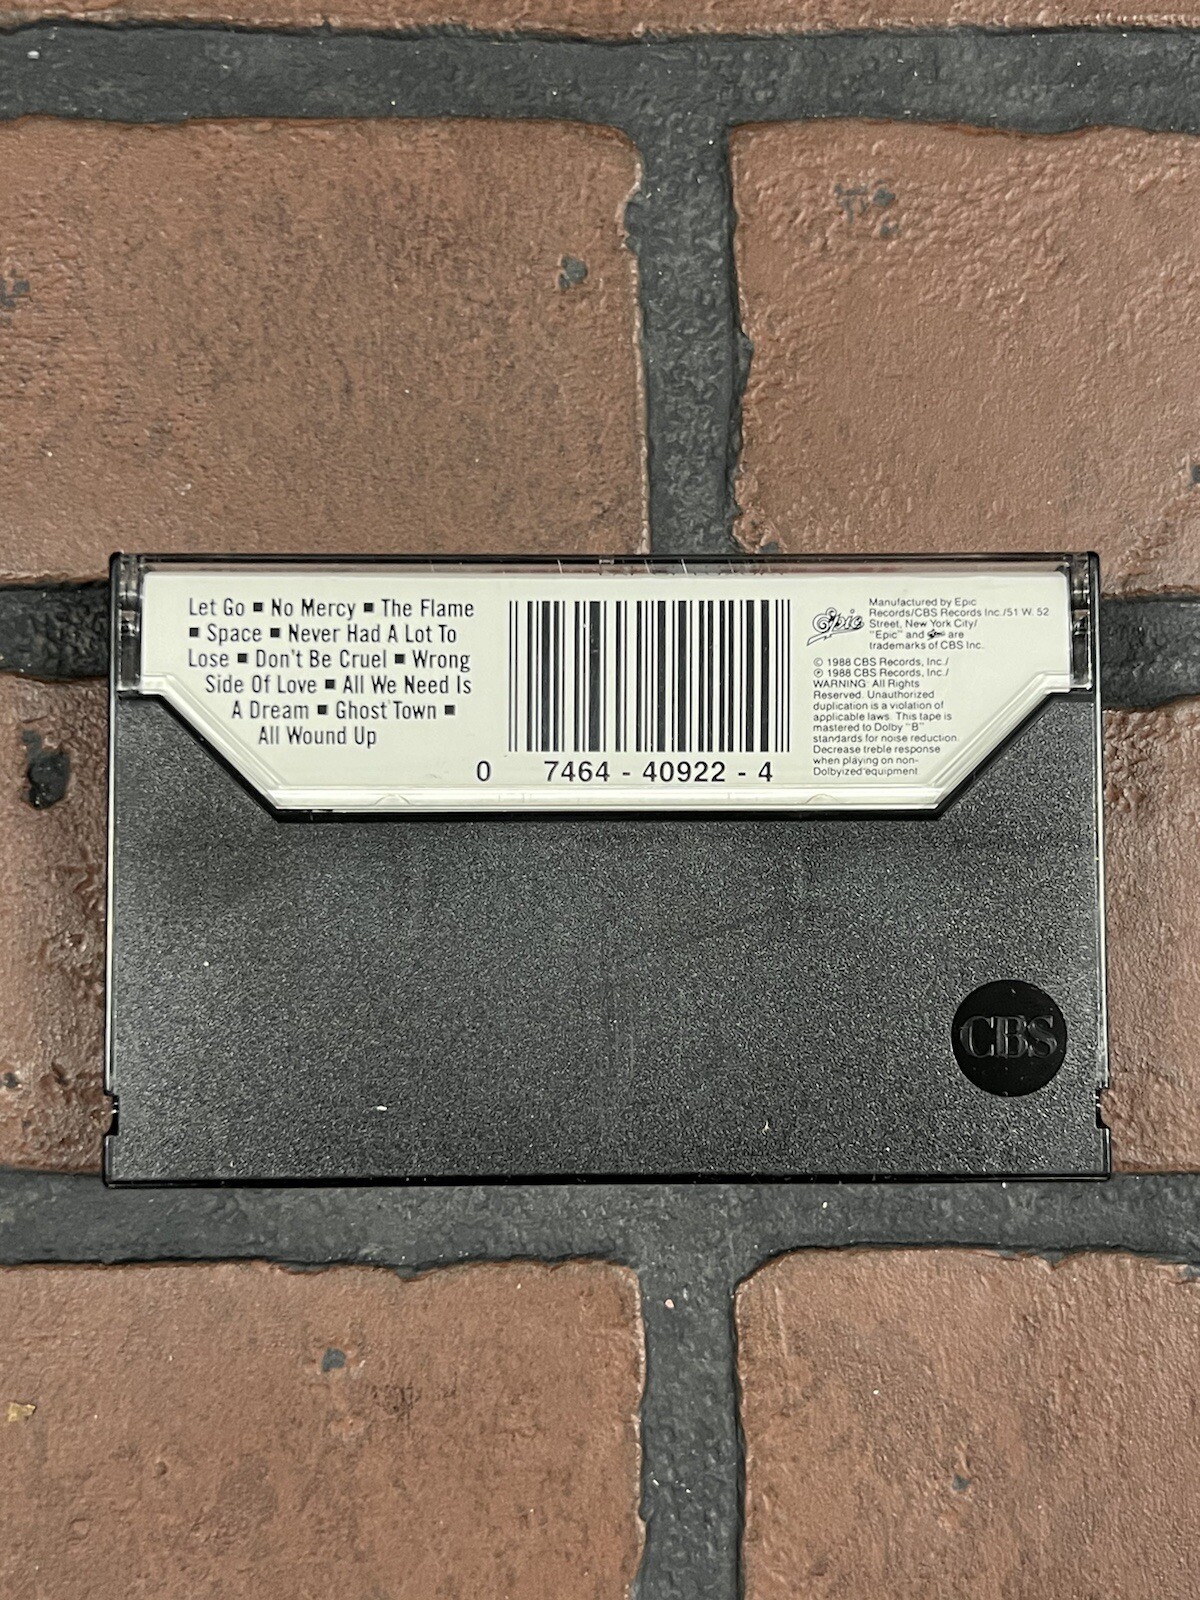 Let Go ▪ No Mercy ▪ The Flame
▪ Space ▪ Never Had A Lot To
Lose ▪ Don't Be Cruel ▪ Wrong
Side Of Love ▪ All We Need Is
A Dream ▪ Ghost Town ▪
All Wound Up
0 7464 - 40922 - 4
Epic
Manufactured by Epic
Records/CBS Records Inc./51 W. 52
Street, New York City/
"Epic" and Epic are
trademarks of CBS Inc.
© 1988 CBS Records, Inc./
℗ 1988 CBS Records, Inc./
WARNING: All Rights
Reserved. Unauthorized
duplication is a violation of
applicable laws. This tape is
mastered to Dolby "B"
standards for noise reduction.
Decrease treble response
when playing on non-
Dolbyized equipment
CBS